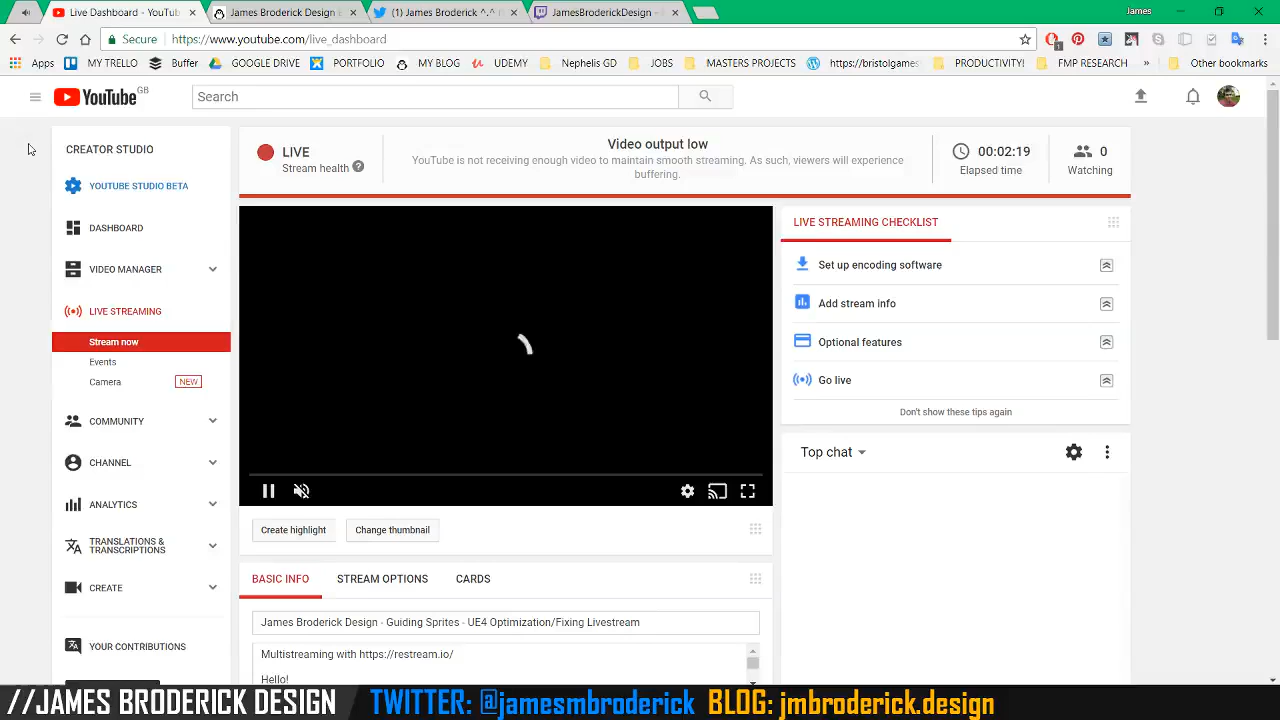 Live Dashboard - YouTub
James Broderick Design
(1) James Broderick ^.^
JamesBroderickDesign -
James
Secure
https://www.youtube.com/live_dashboard
Apps
MY TRELLO
Buffer
GOOGLE DRIVE
PORTFOLIO
MY BLOG
UDEMY
Nephelis GD
JOBS
MASTERS PROJECTS
https://bristolgames
PRODUCTIVITY!
FMP RESEARCH
»
Other bookmarks
YouTube GB
Search
CREATOR STUDIO
YOUTUBE STUDIO BETA
DASHBOARD
VIDEO MANAGER
LIVE STREAMING
Stream now
Events
Camera NEW
COMMUNITY
CHANNEL
ANALYTICS
TRANSLATIONS &
TRANSCRIPTIONS
CREATE
YOUR CONTRIBUTIONS
LIVE
Stream health ?
Video output low
YouTube is not receiving enough video to maintain smooth streaming. As such, viewers will experience
buffering.
00:02:19
Elapsed time
0
Watching
Create highlight
Change thumbnail
BASIC INFO
STREAM OPTIONS
CARDS
James Broderick Design - Guiding Sprites - UE4 Optimization/Fixing Livestream
Multistreaming with https://restream.io/
Hello!
LIVE STREAMING CHECKLIST
Set up encoding software
Add stream info
Optional features
Go live
Don't show these tips again
Top chat
//JAMES BRODERICK DESIGN
TWITTER: @jamesmbroderick
BLOG: jmbroderick.design